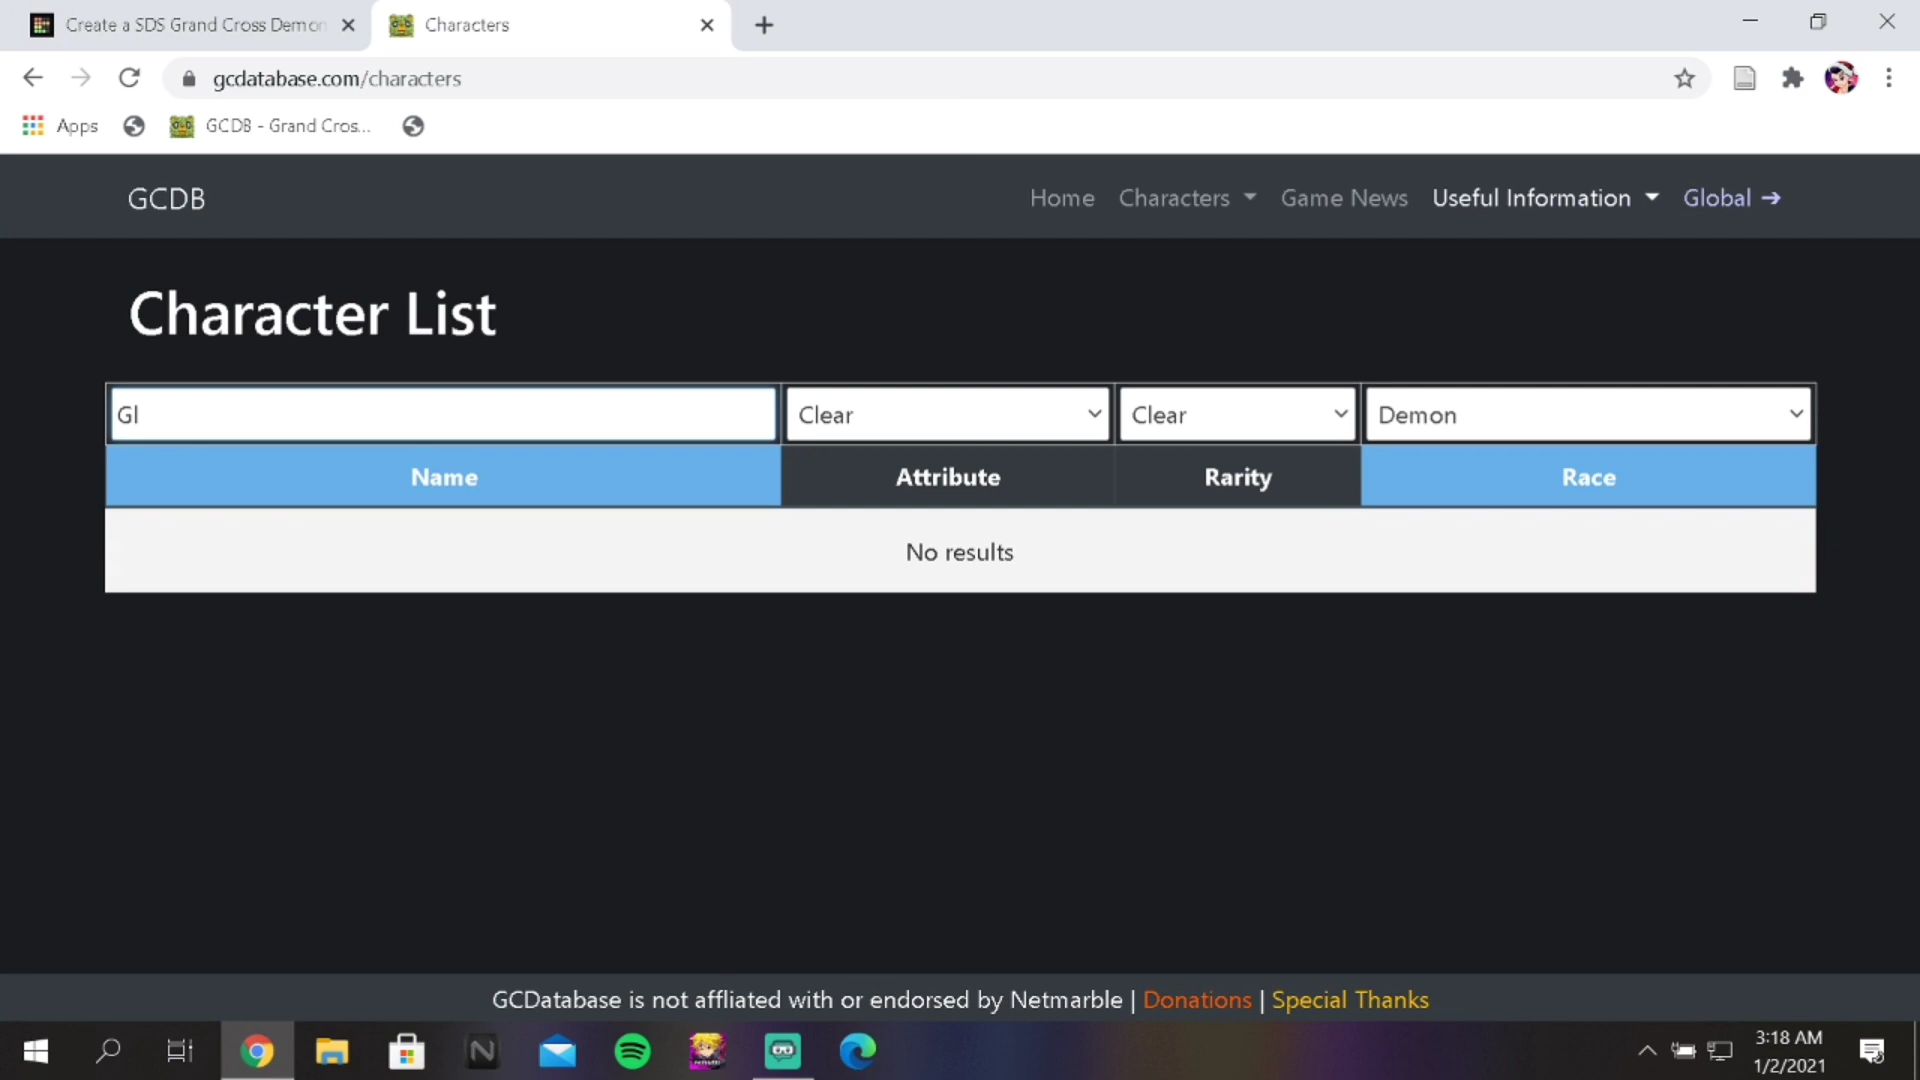 Create a SDS Grand Cross Demon
Characters
gcdatabase.com/characters
Apps
GCDB - Grand Cros...
GCDB
Home
Characters
Game News
Useful Information
Global →
Character List
Gl
Clear
Clear
Demon
Name
Attribute
Rarity
Race
No results
GCDatabase is not affliated with or endorsed by Netmarble | Donations | Special Thanks
3:18 AM
1/2/2021